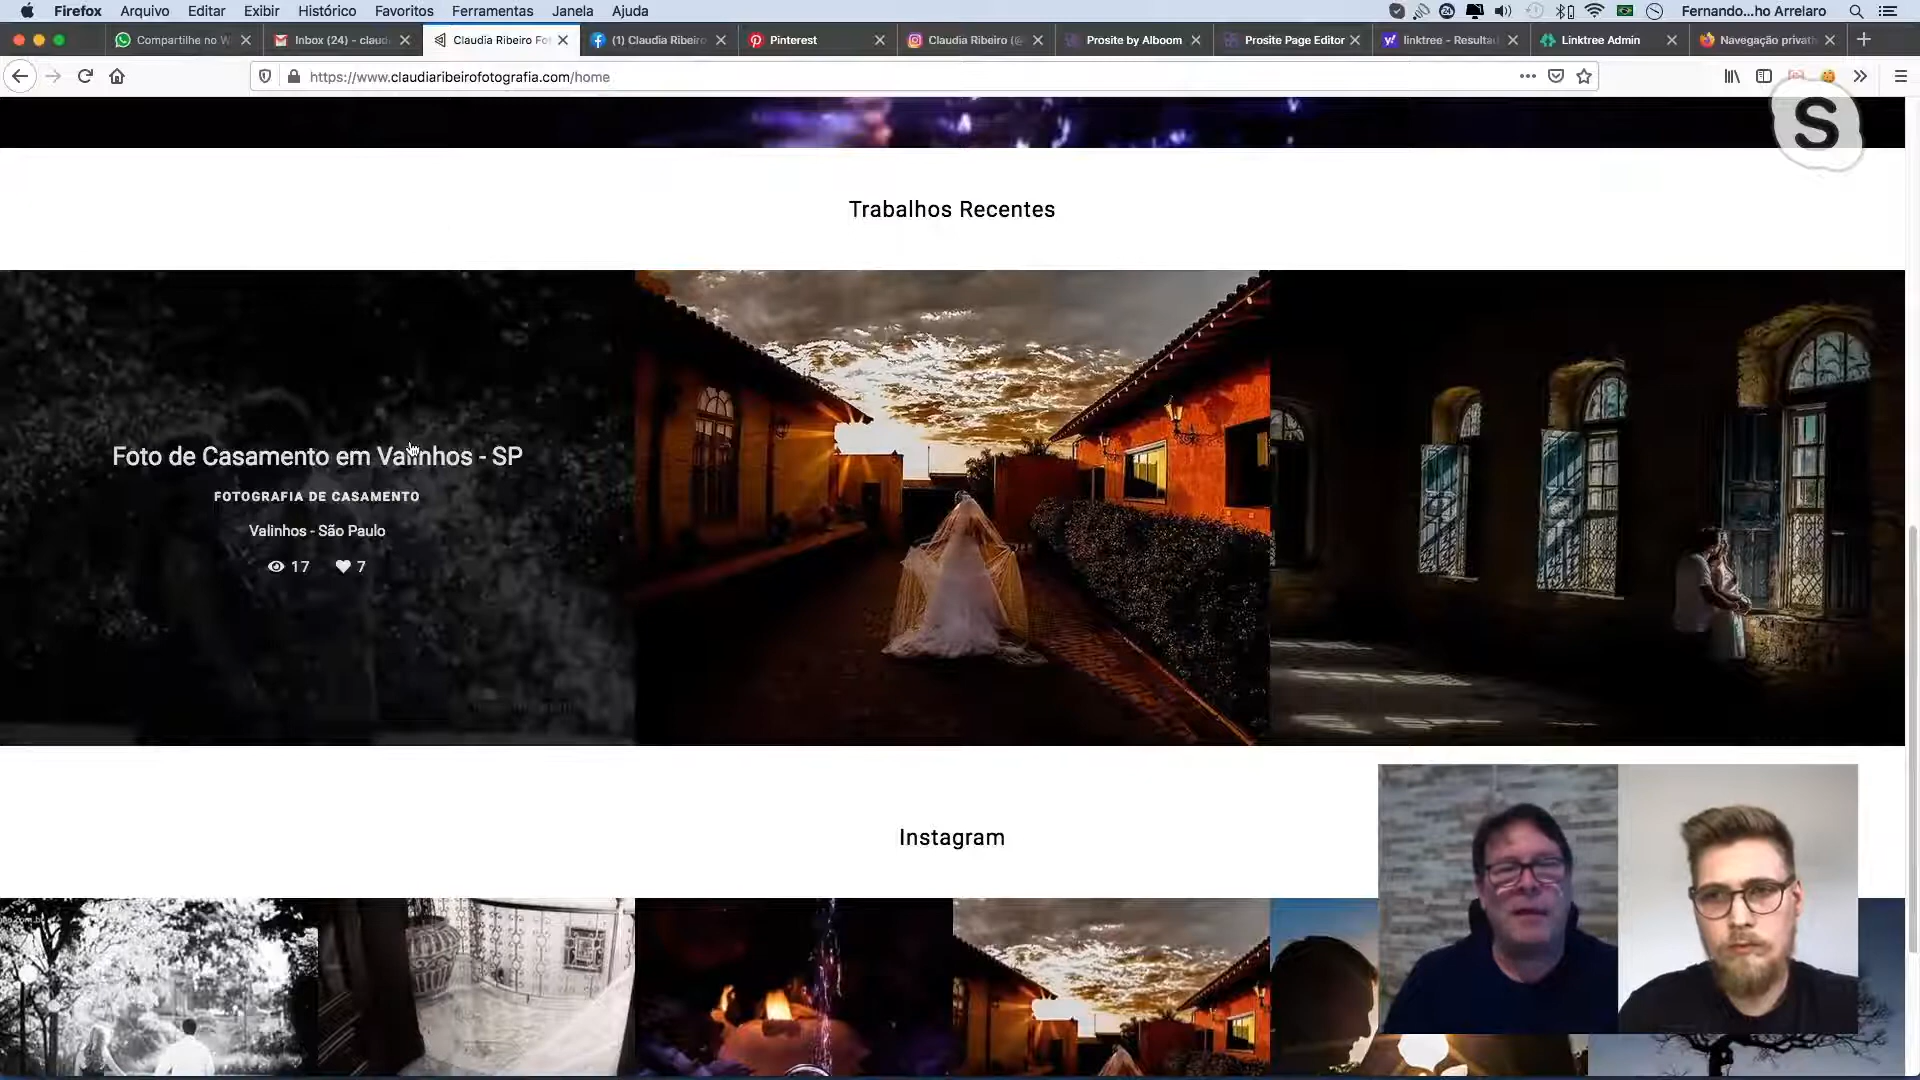 Firefox Arquivo Editar Exibir Histórico Favoritos Ferramentas Janela Ajuda
24
Fernando...ho Arrelaro
Compartilhe no W
Inbox (24) - claud
Claudia Ribeiro Fo
(1) Claudia Ribeiro
Pinterest
Claudia Ribeiro (@
Prosite by Alboom
Prosite Page Editor
linktree - Resulta
Linktree Admin
Navegação privat
https://www.claudiaribeirofotografia.com/home
S
Trabalhos Recentes
Foto de Casamento em Valinhos - SP
FOTOGRAFIA DE CASAMENTO
Valinhos - São Paulo
17 7
Instagram